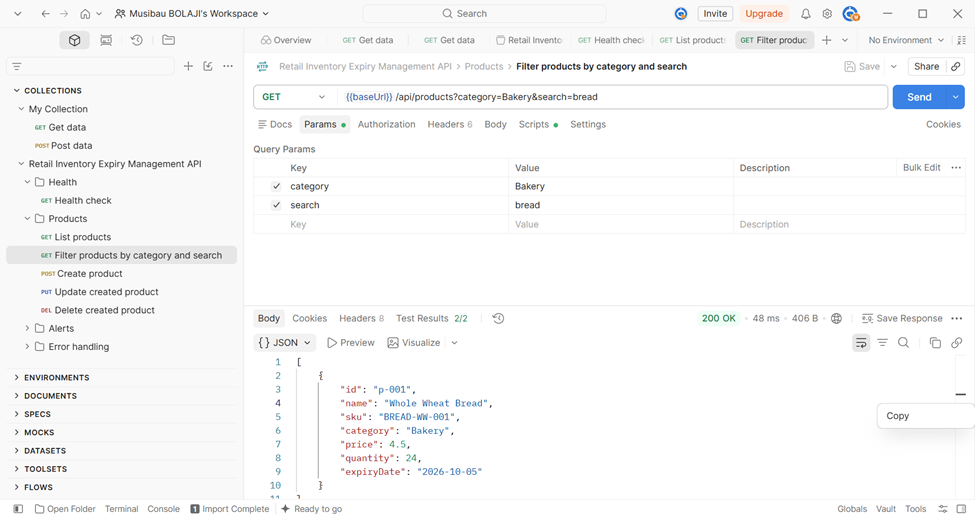 Musibau BOLAJI's Workspace
Search
Invite
Upgrade
Overview
GET Get data
GET Get data
Retail Invento
GET Health chec
GET List product
GET Filter produc
No Environment
HTTP
Retail Inventory Expiry Management API > Products > Filter products by category and search
Save
Share
GET
{{baseUrl}} /api/products?category=Bakery&search=bread
Send
Docs
Params
Authorization
Headers 6
Body
Scripts
Settings
Cookies
Query Params
Key
Value
Description
Bulk Edit
category
Bakery
search
bread
Key
Value
Description
COLLECTIONS
My Collection
GET Get data
POST Post data
Retail Inventory Expiry Management API
Health
GET Health check
Products
GET List products
GET Filter products by category and search
POST Create product
PUT Update created product
DEL Delete created product
Alerts
Error handling
ENVIRONMENTS
DOCUMENTS
SPECS
MOCKS
DATASETS
TOOLSETS
FLOWS
Body
Cookies
Headers 8
Test Results 2/2
200 OK
48 ms
406 B
e.g. Save Response
{} JSON
Preview
Visualize
1 [
2 {
3 "id": "p-001",
4 "name": "Whole Wheat Bread",
5 "sku": "BREAD-WW-001",
6 "category": "Bakery",
7 "price": 4.5,
8 "quantity": 24,
9 "expiryDate": "2026-10-05"
10 }
11 ]
Copy
Open Folder
Terminal
Console
1 Import Complete
Ready to go
Globals
Vault
Tools